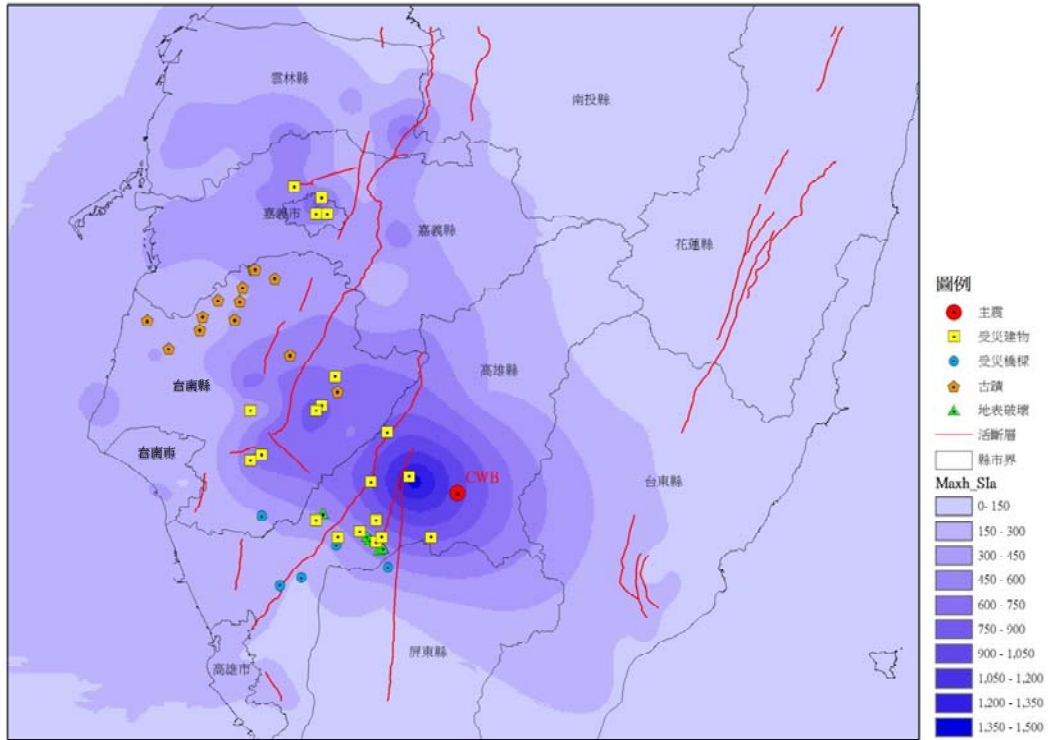 雲林縣
南投縣
嘉義市
嘉義縣
花蓮縣
台南縣
高雄縣
台南市
CWB
台東縣
屏東縣
高雄市
圖例
主震
受災建物
受災橋樑
古蹟
地表破壞
活斷層
縣市界
Maxh_SIa
0 - 150
150 - 300
300 - 450
450 - 600
600 - 750
750 - 900
900 - 1,050
1,050 - 1,200
1,200 - 1,350
1,350 - 1,500